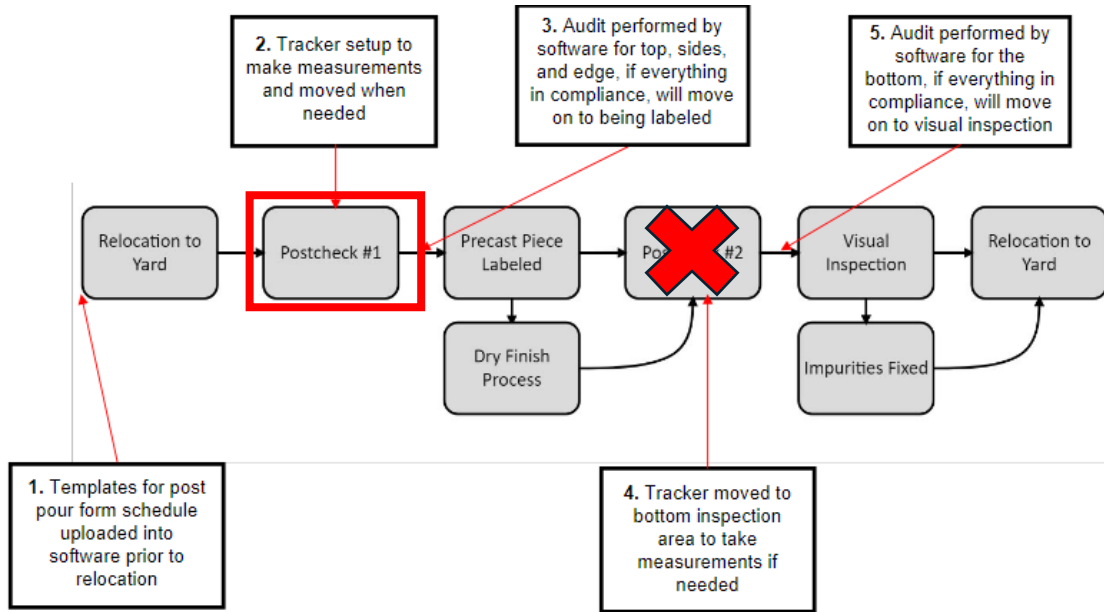 2. Tracker setup to
make measurements
and moved when
needed
3. Audit performed by
software for top, sides,
and edge, if everything
in compliance, will move
on to being labeled
5. Audit performed by
software for the
bottom, if everything
in compliance, will move
on to visual inspection
Relocation to
Yard
Postcheck #1
Precast Piece
Labeled
#2
Visual
Inspection
Relocation to
Yard
Dry Finish
Process
Impurities Fixed
1. Templates for post
pour form schedule
uploaded into
software prior to
relocation
4. Tracker moved to
bottom inspection
area to take
measurements if
needed